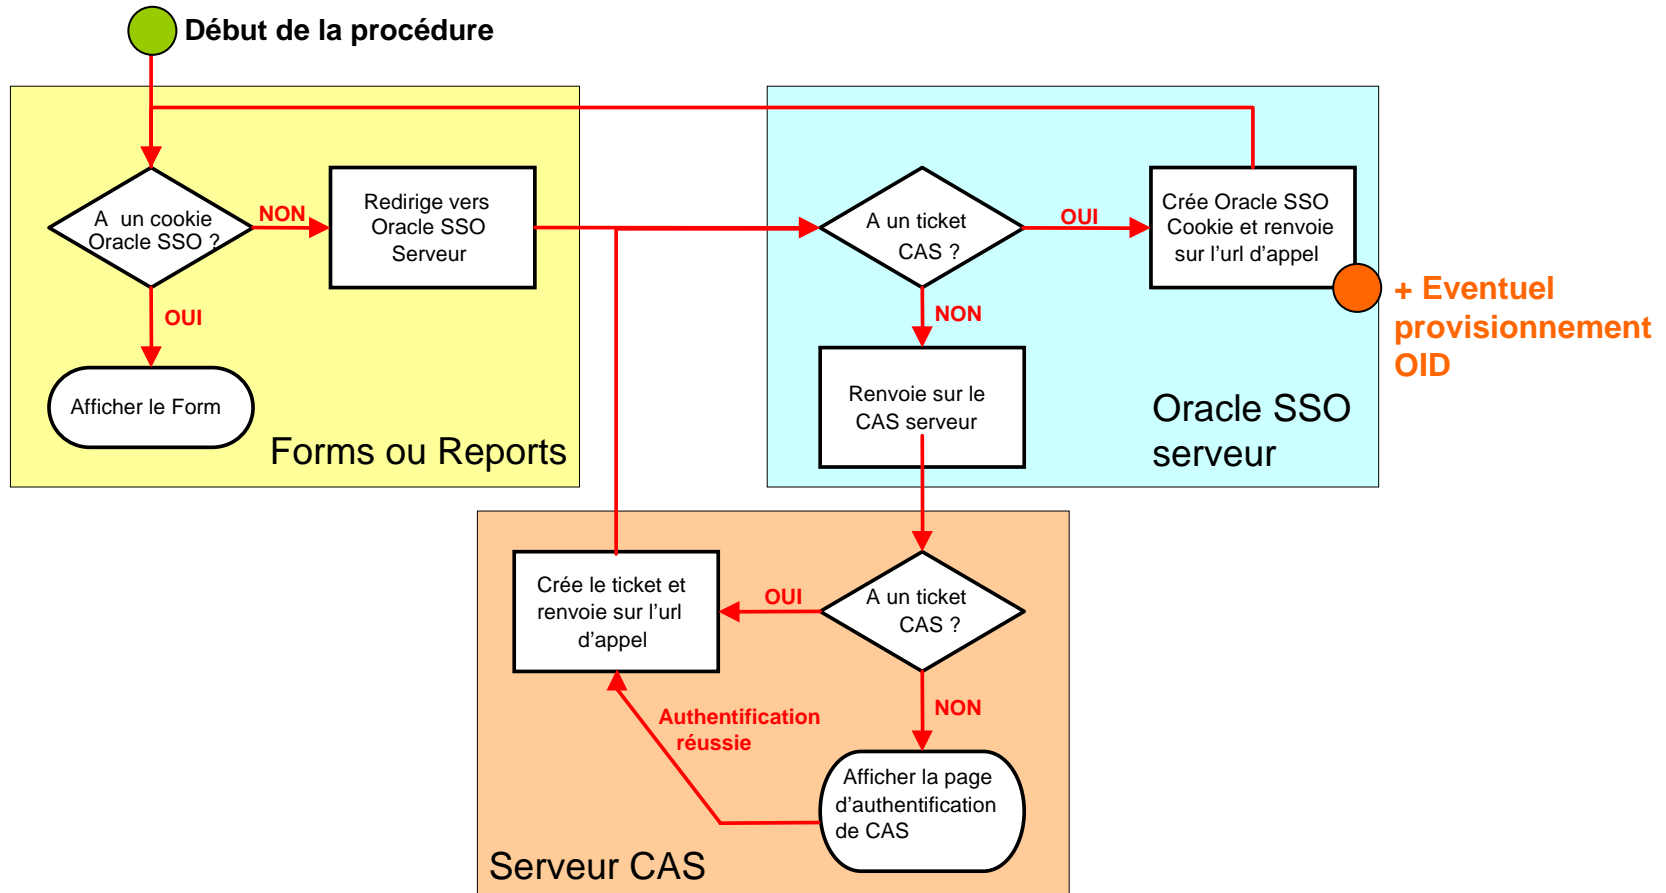 Début de la procédure
A un cookie
Oracle SSO ?
NON
Redirige vers
Oracle SSO
Serveur
OUI
Afficher le Form
Forms ou Reports
A un ticket
CAS ?
OUI
Crée Oracle SSO
Cookie et renvoie
sur l'url d'appel
+ Eventuel
provisionnement
OID
NON
Renvoie sur le
CAS serveur
Oracle SSO
serveur
Crée le ticket et
renvoie sur l'url
d'appel
OUI
A un ticket
CAS ?
NON
Authentification
réussie
Afficher la page
d'authentification
de CAS
Serveur CAS